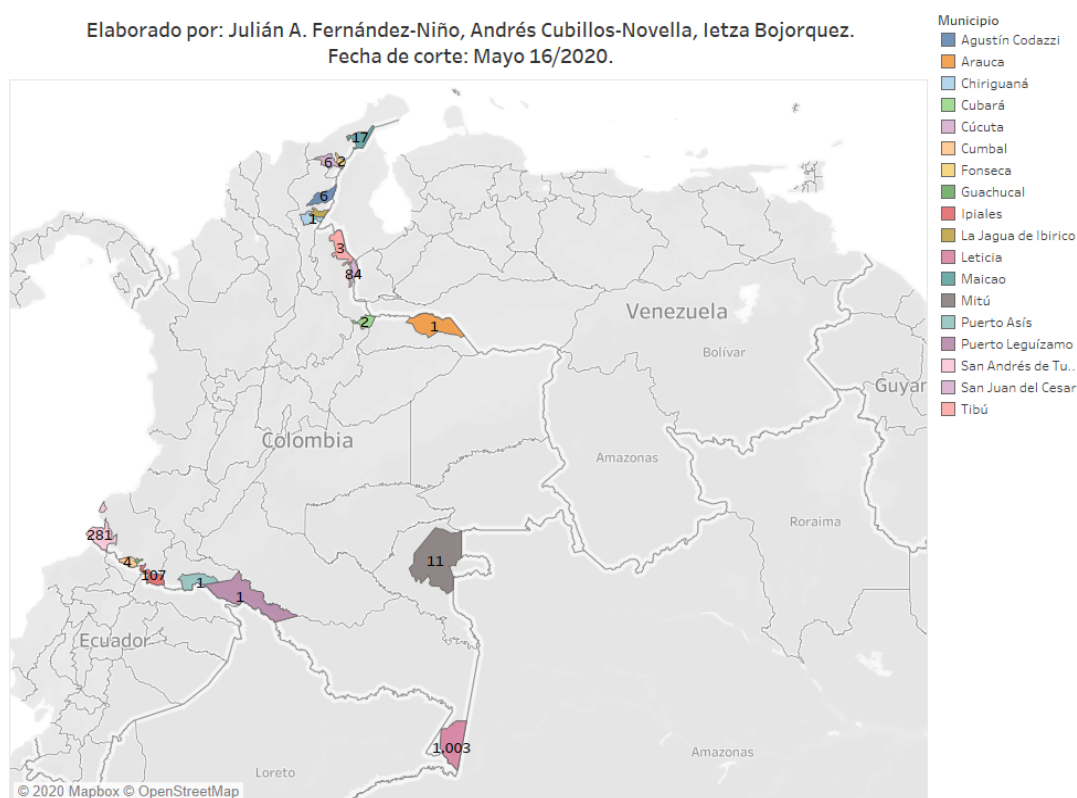 Elaborado por: Julián A. Fernández-Niño, Andrés Cubillos-Novella, Ietza Bojorquez.
Fecha de corte: Mayo 16/2020.
Municipio
Agustín Codazzi
Arauca
Chiriguaná
Cubará
Cúcuta
Cumbal
Fonseca
Guachucal
Ipiales
La Jagua de Ibirico
Leticia
Maicao
Mitú
Puerto Asís
Puerto Leguízamo
San Andrés de Tu..
San Juan del Cesar
Tibú
17
6 2
6
1
3
84
2
1
Venezuela
Bolívar
Guyan
Colombia
Amazonas
Roraima
281
4
107
1
1
11
Ecuador
1.003
Amazonas
Loreto
© 2020 Mapbox © OpenStreetMap